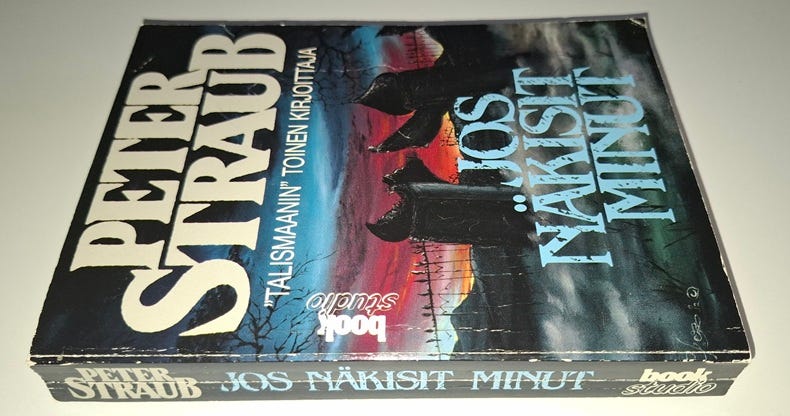 PETER
STRAUB
"TALISMAANIN" TOINEN KIRJOITTAJA
JOS
NÄKISIT
MINUT
book
studio
PETER
STRAUB
JOS NÄKISIT MINUT
book
studio